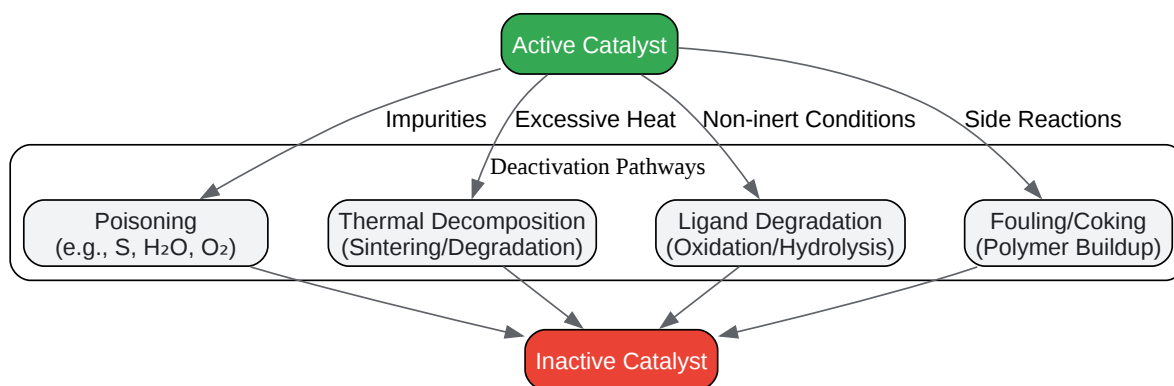 Active Catalyst
Impurities
Excessive Heat
Non-inert Conditions
Side Reactions
Deactivation Pathways
Poisoning
(e.g., S, H₂O, O₂)
Thermal Decomposition
(Sintering/Degradation)
Ligand Degradation
(Oxidation/Hydrolysis)
Fouling/Coking
(Polymer Buildup)
Inactive Catalyst